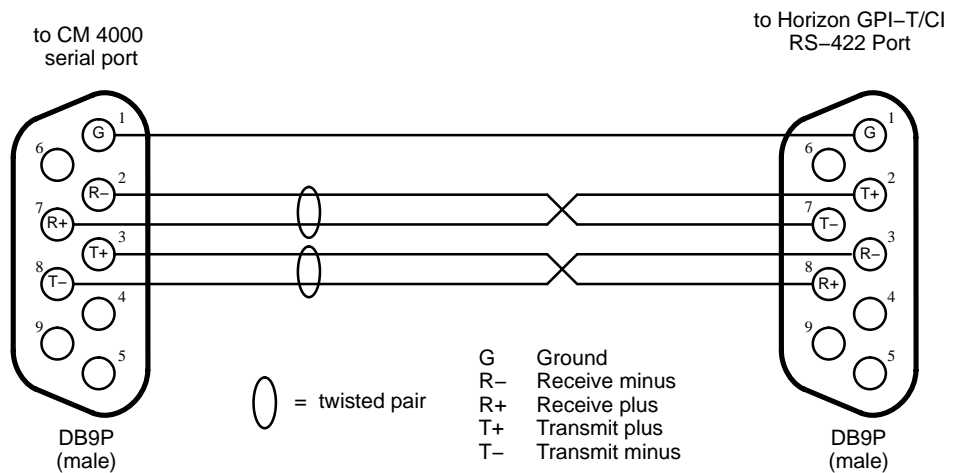 to CM 4000
serial port
to Horizon GPI–T/CI
RS–422 Port
1
G
6
2
R–
7
R+
3
T+
8
T–
4
9
5
1
G
6
2
T+
7
T–
3
R–
8
R+
4
9
5
DB9P
(male)
= twisted pair
G Ground
R– Receive minus
R+ Receive plus
T+ Transmit plus
T– Transmit minus
DB9P
(male)